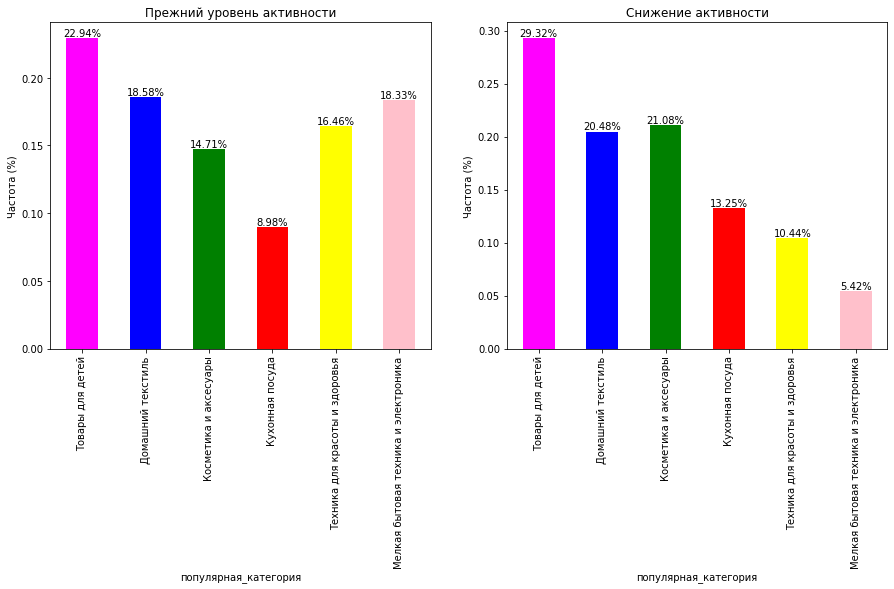 Прежний уровень активности
Частота (%)
0.20
0.15
0.10
0.05
0.00
22.94%
18.58%
14.71%
8.98%
16.46%
18.33%
Товары для детей
Домашний текстиль
Косметика и аксесуары
Кухонная посуда
Техника для красоты и здоровья
Мелкая бытовая техника и электроника
популярная_категория
Снижение активности
Частота (%)
0.30
0.25
0.20
0.15
0.10
0.05
0.00
29.32%
20.48%
21.08%
13.25%
10.44%
5.42%
Товары для детей
Домашний текстиль
Косметика и аксесуары
Кухонная посуда
Техника для красоты и здоровья
Мелкая бытовая техника и электроника
популярная_категория